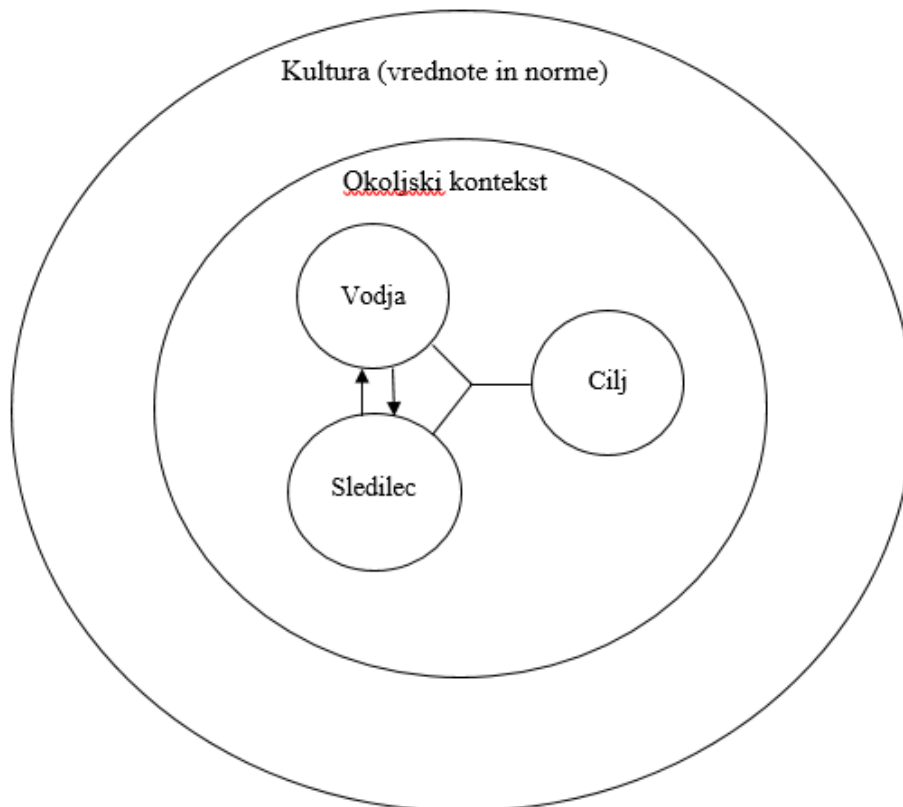 Kultura (vrednote in norme)
Okoljski kontekst
Vodja
Cilj
Sledilec